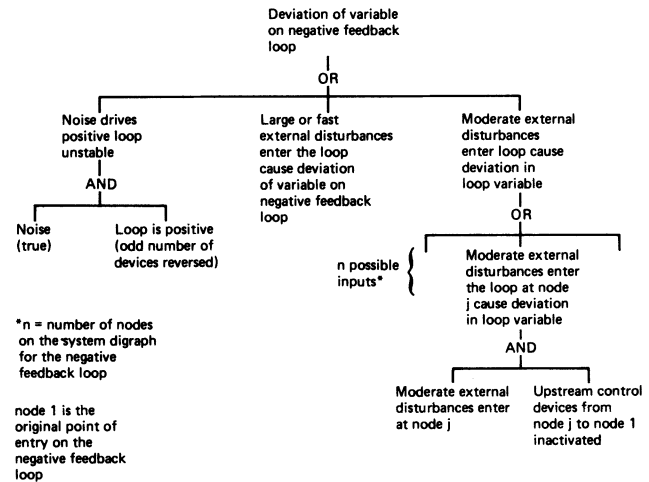 Deviation of variable
on negative feedback
loop
OR
Noise drives
positive loop
unstable
AND
Noise
(true)
Loop is positive
(odd number of
devices reversed)
Large or fast
external disturbances
enter the loop
cause deviation
of variable on
negative feedback
loop
Moderate external
disturbances
enter loop cause
deviation in
loop variable
OR
n possible
inputs*
Moderate external
disturbances enter
the loop at node
j cause deviation
in loop variable
AND
Moderate external
disturbances enter
at node j
Upstream control
devices from
node j to node 1
inactivated
*n = number of nodes
on the system digraph
for the negative
feedback loop
node 1 is the
original point of
entry on the
negative feedback
loop